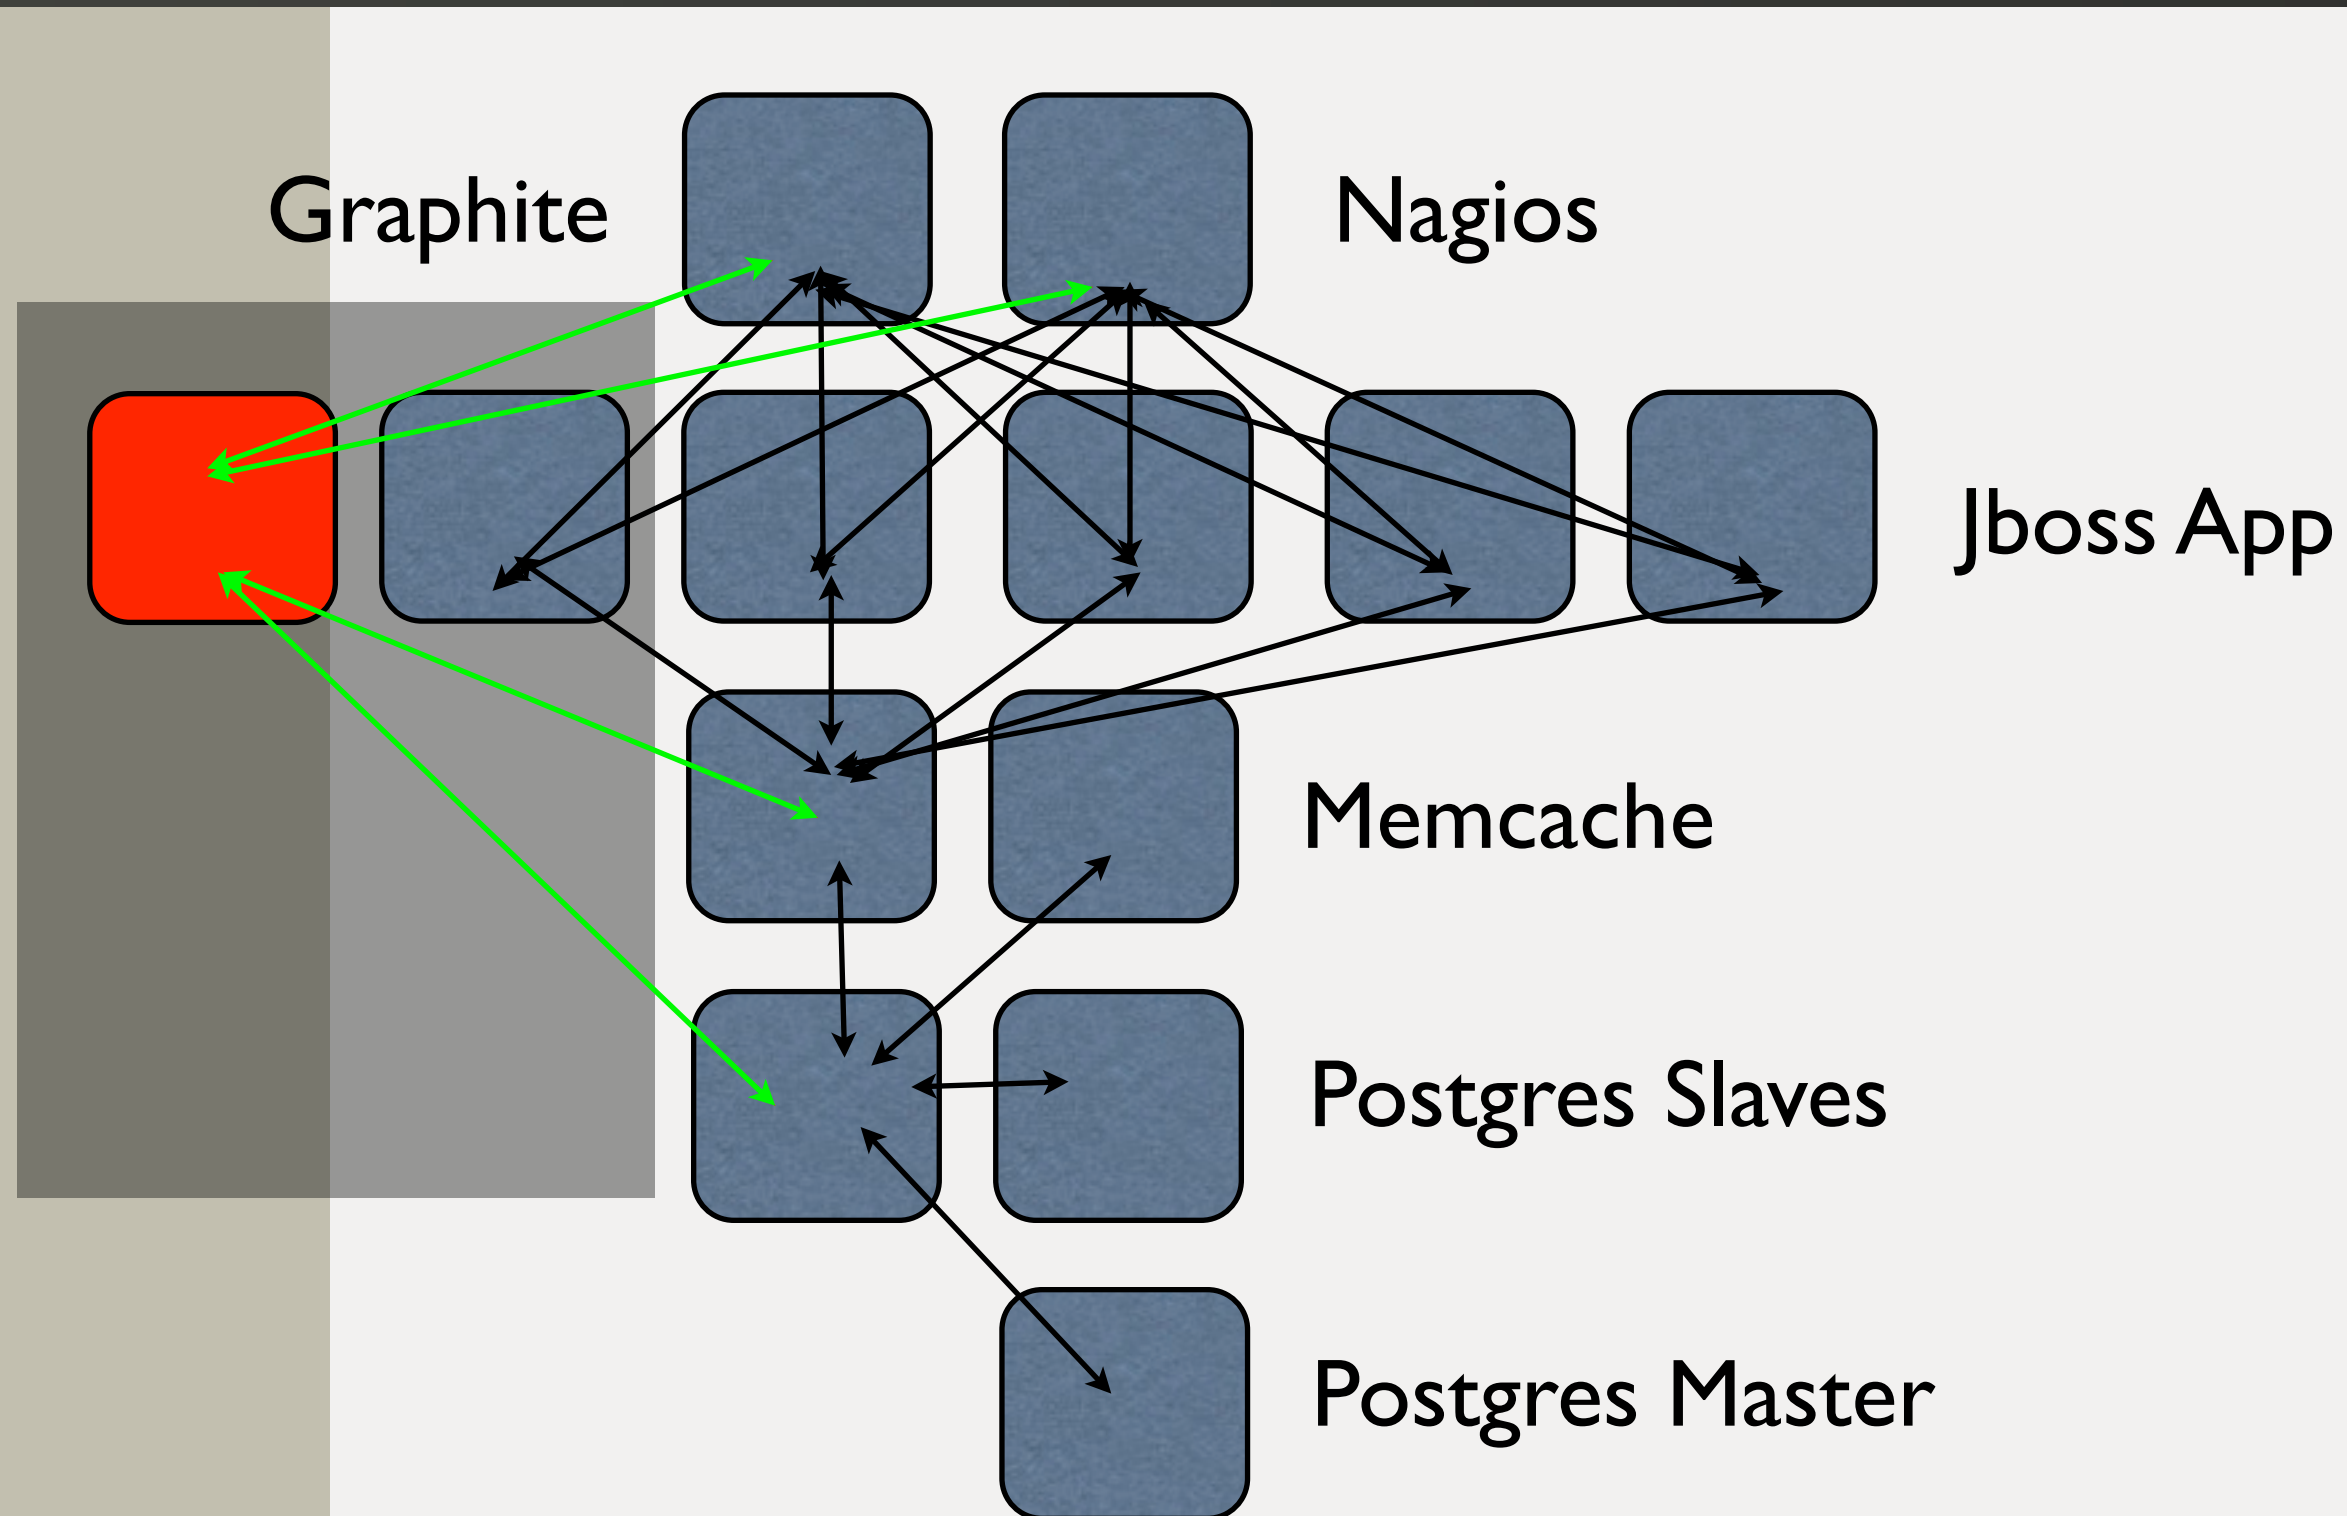 Graphite
Nagios
Jboss App
Memcache
Postgres Slaves
Postgres Master